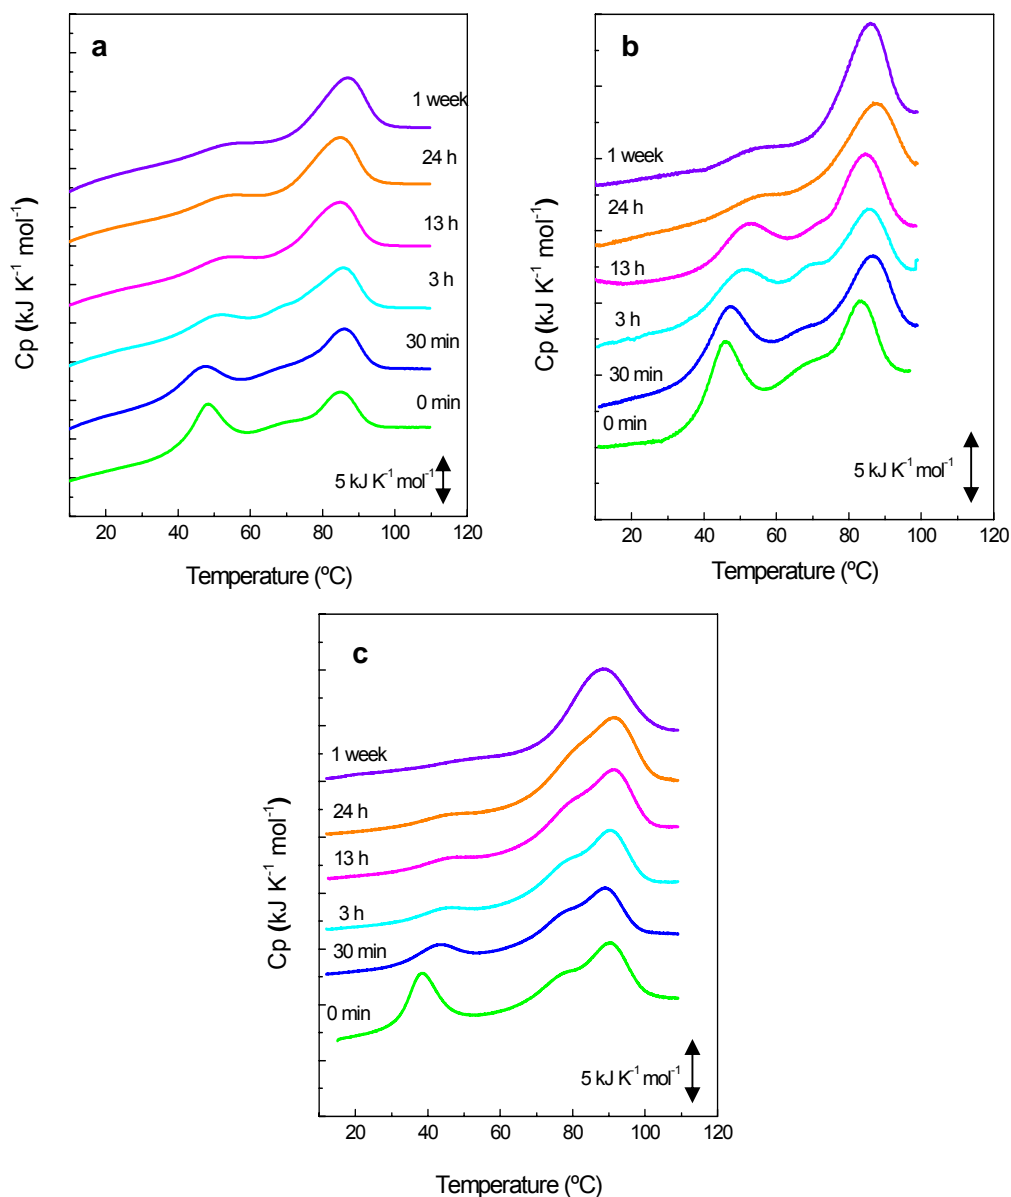 a
1 week
24 h
13 h
3 h
30 min
0 min
5 kJ K⁻¹ mol⁻¹
Cp (kJ K⁻¹ mol⁻¹)
20 40 60 80 100 120
Temperature (ºC)
b
1 week
24 h
13 h
3 h
30 min
0 min
5 kJ K⁻¹ mol⁻¹
Cp (kJ K⁻¹ mol⁻¹)
20 40 60 80 100 120
Temperature (ºC)
c
1 week
24 h
13 h
3 h
30 min
0 min
5 kJ K⁻¹ mol⁻¹
Cp (kJ K⁻¹ mol⁻¹)
20 40 60 80 100 120
Temperature (ºC)